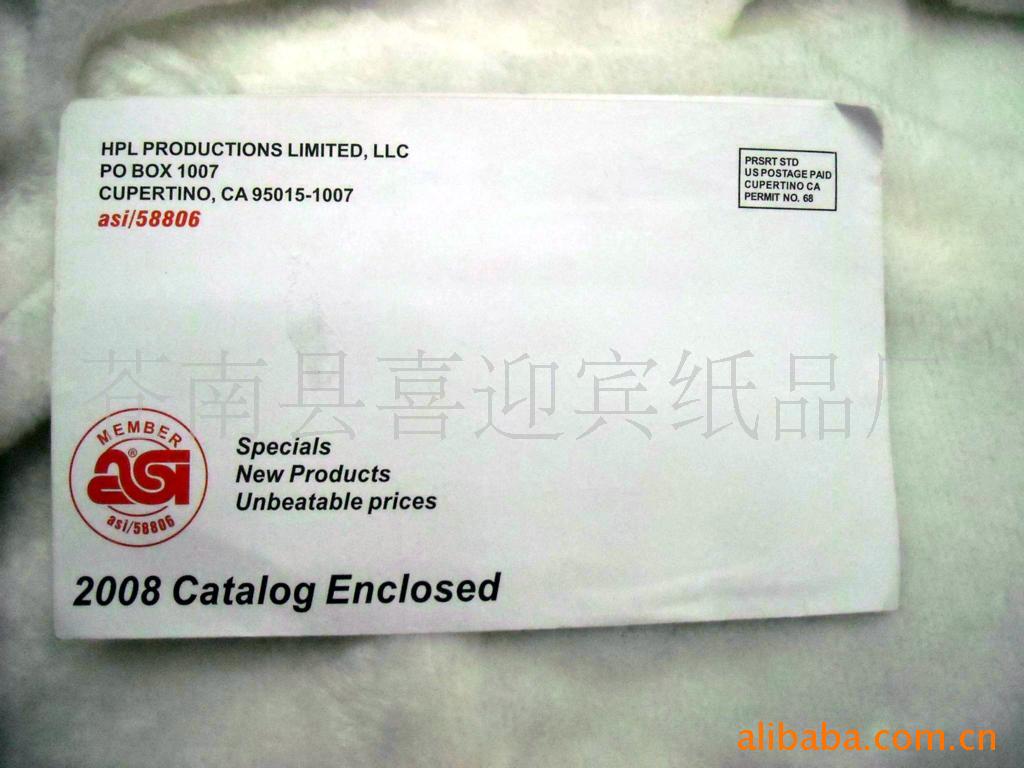 HPL PRODUCTIONS LIMITED, LLC
PO BOX 1007
CUPERTINO, CA 95015-1007
asi/58806
PRSRT STD
US POSTAGE PAID
CUPERTINO CA
PERMIT NO. 68
苍南县喜迎宾纸品厂
MEMBER
asi®
asi/58806
Specials
New Products
Unbeatable prices
2008 Catalog Enclosed
alibaba.com.cn